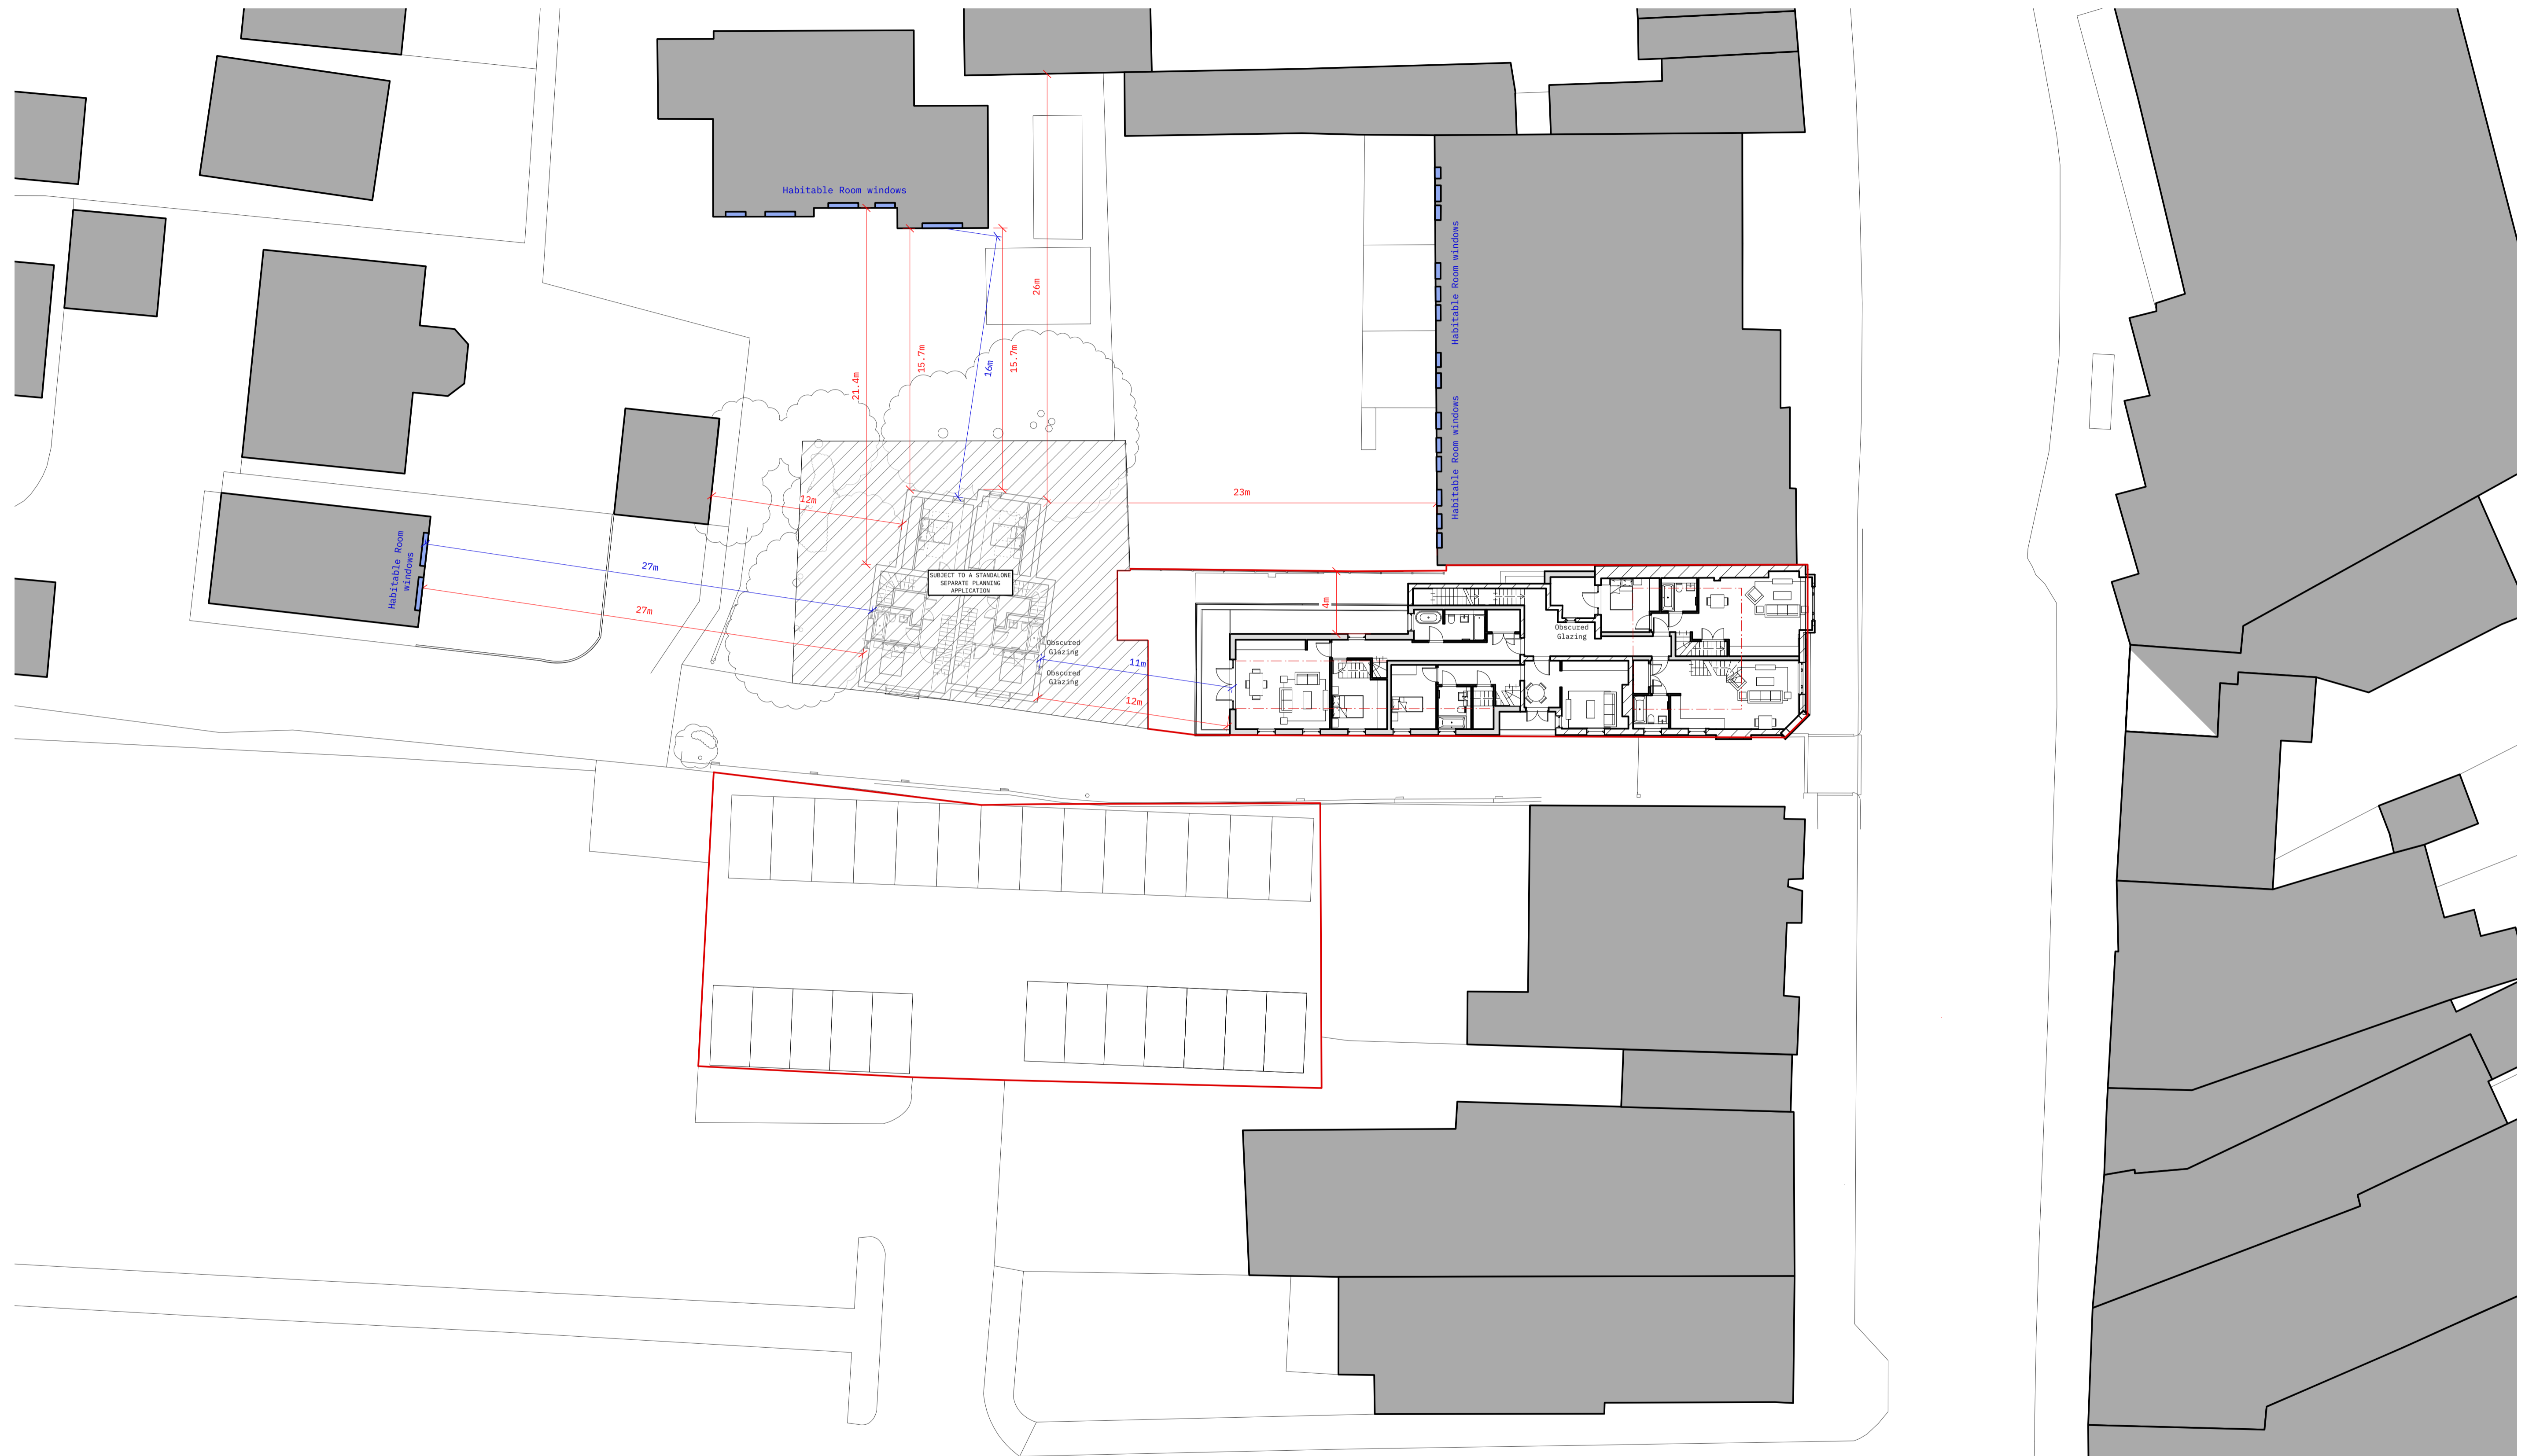 Habitable Room windows
26m
15.7m
16m
15.7m
21.4m
Habitable Room windows
Habitable Room windows
12m
23m
Habitable Room
windows
27m
27m
SUBJECT TO A STANDALONE
SEPARATE PLANNING
APPLICATION
4m
Obscured
Glazing
Obscured
Glazing
11m
Obscured
Glazing
12m